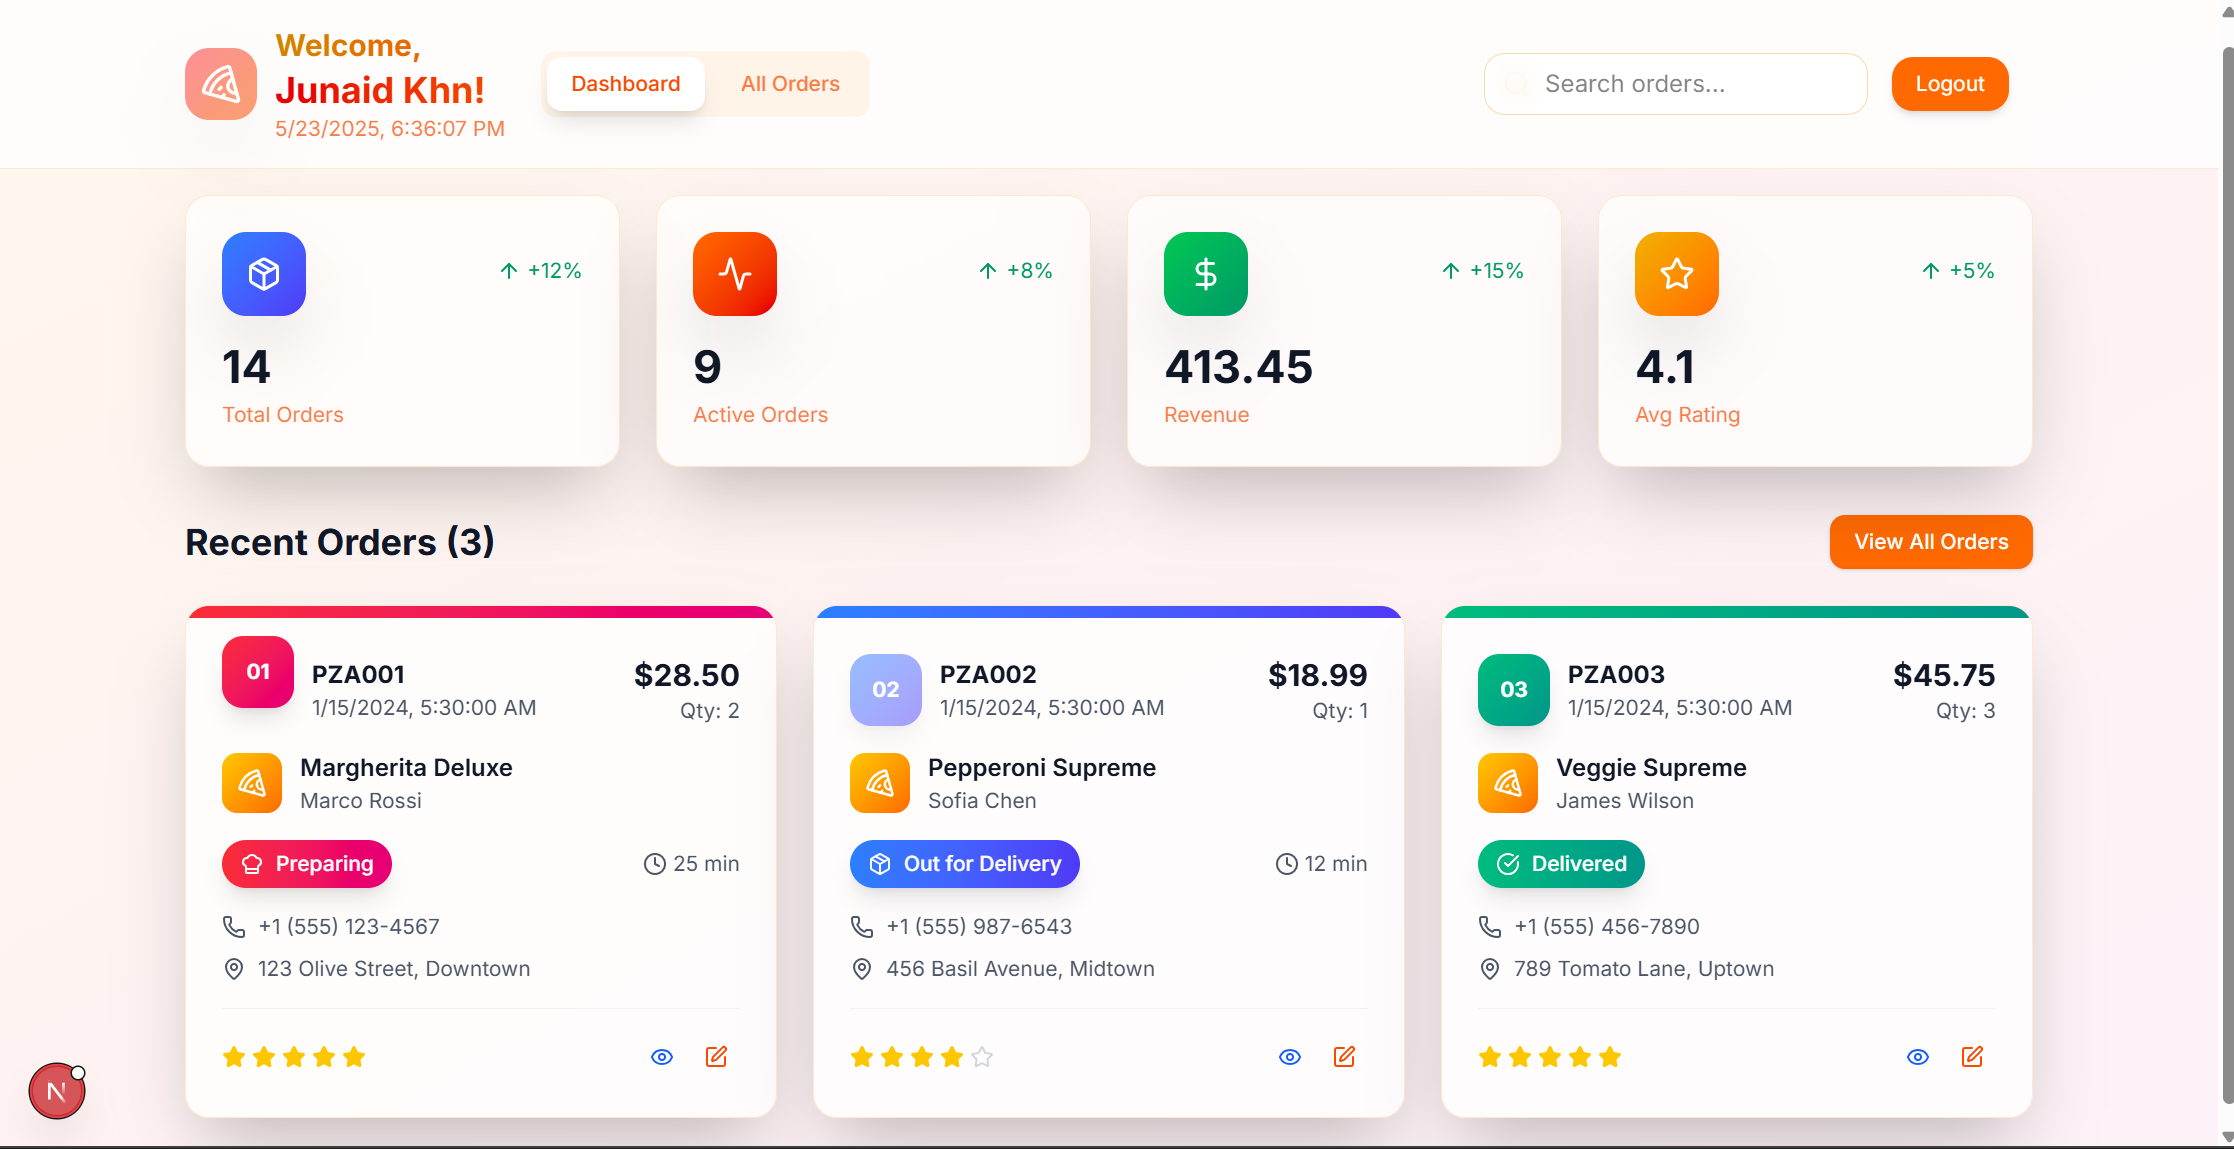 Welcome,
Junaid Khn!
5/23/2025, 6:36:07 PM
Dashboard
All Orders
Search orders...
Logout
+12%
14
Total Orders
+8%
9
Active Orders
+15%
413.45
Revenue
+5%
4.1
Avg Rating
Recent Orders (3)
View All Orders
01
PZA001
1/15/2024, 5:30:00 AM
$28.50
Qty: 2
Margherita Deluxe
Marco Rossi
Preparing
25 min
+1 (555) 123-4567
123 Olive Street, Downtown
02
PZA002
1/15/2024, 5:30:00 AM
$18.99
Qty: 1
Pepperoni Supreme
Sofia Chen
Out for Delivery
12 min
+1 (555) 987-6543
456 Basil Avenue, Midtown
03
PZA003
1/15/2024, 5:30:00 AM
$45.75
Qty: 3
Veggie Supreme
James Wilson
Delivered
+1 (555) 456-7890
789 Tomato Lane, Uptown
N